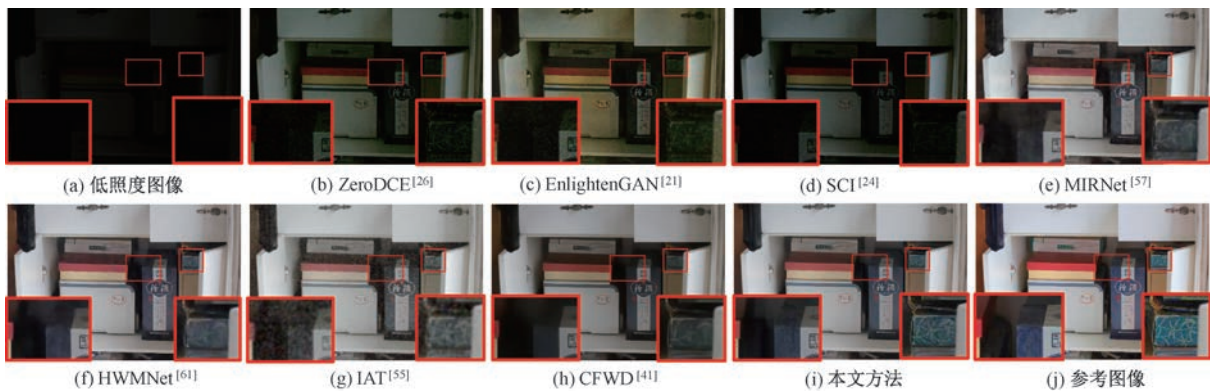 (a) 低照度图像
(b) ZeroDCE[26]
(c) EnlightenGAN[21]
(d) SCI[24]
(e) MIRNet[57]
(f) HWMNet[61]
(g) IAT[55]
(h) CFWD[41]
(i) 本文方法
(j) 参考图像